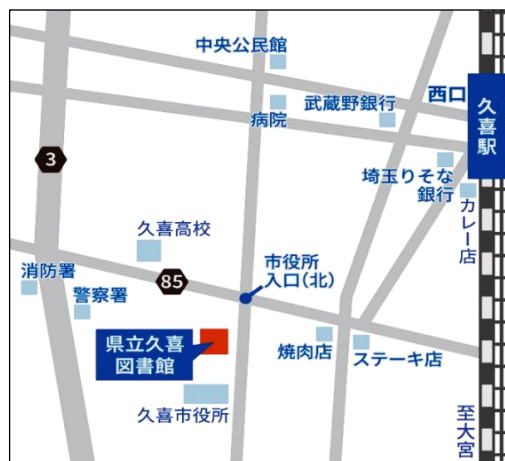 中央公民館
病院
武蔵野銀行
西口
久喜駅
3
埼玉りそな
銀行
カレー店
久喜高校
85
市役所
入口(北)
消防署
警察署
県立久喜
図書館
焼肉店
ステーキ店
久喜市役所
至大宮